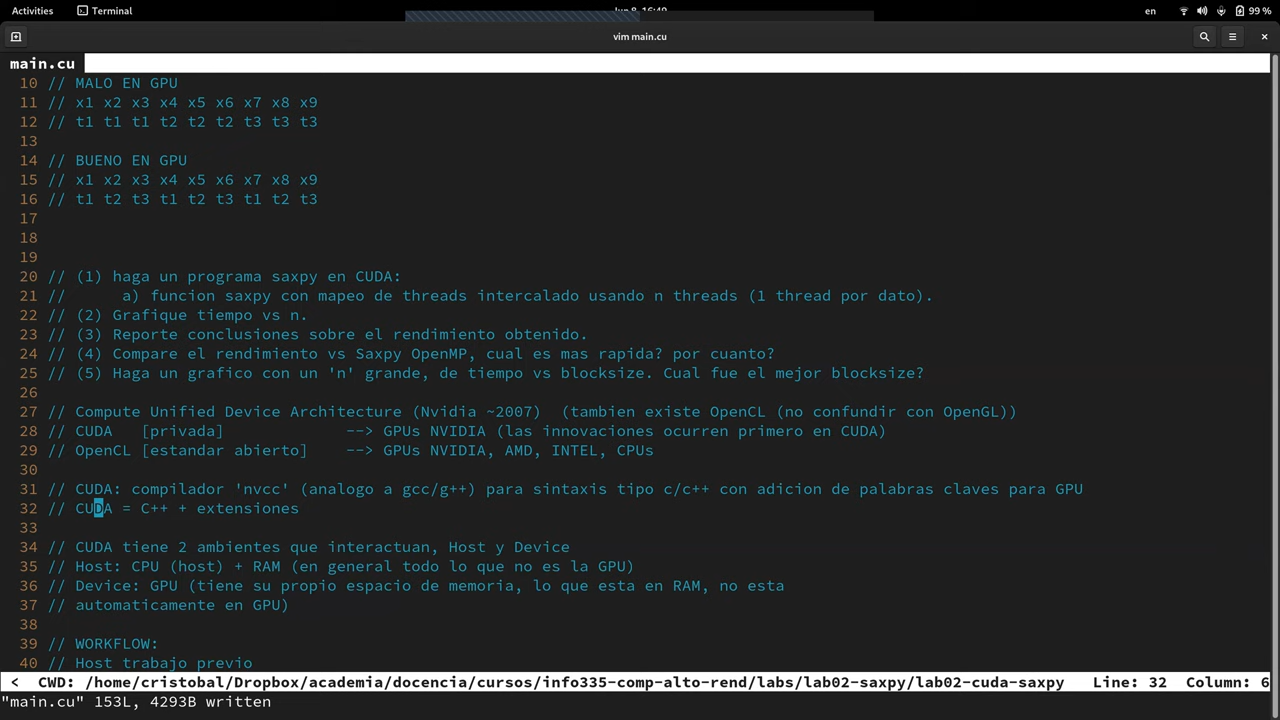 Activities Terminal en 99 %
vim main.cu
main.cu
10 // MALO EN GPU
11 // x1 x2 x3 x4 x5 x6 x7 x8 x9
12 // t1 t1 t1 t2 t2 t2 t3 t3 t3
13
14 // BUENO EN GPU
15 // x1 x2 x3 x4 x5 x6 x7 x8 x9
16 // t1 t2 t3 t1 t2 t3 t1 t2 t3
17
18
19
20 // (1) haga un programa saxpy en CUDA:
21 //      a) funcion saxpy con mapeo de threads intercalado usando n threads (1 thread por dato).
22 // (2) Grafique tiempo vs n.
23 // (3) Reporte conclusiones sobre el rendimiento obtenido.
24 // (4) Compare el rendimiento vs Saxpy OpenMP, cual es mas rapida? por cuanto?
25 // (5) Haga un grafico con un 'n' grande, de tiempo vs blocksize. Cual fue el mejor blocksize?
26
27 // Compute Unified Device Architecture (Nvidia ~2007)  (tambien existe OpenCL (no confundir con OpenGL))
28 // CUDA   [privada]             --> GPUs NVIDIA (las innovaciones ocurren primero en CUDA)
29 // OpenCL [estandar abierto]    --> GPUs NVIDIA, AMD, INTEL, CPUs
30
31 // CUDA: compilador 'nvcc' (analogo a gcc/g++) para sintaxis tipo c/c++ con adicion de palabras claves para GPU
32 // CUDA = C++ + extensiones
33
34 // CUDA tiene 2 ambientes que interactuan, Host y Device
35 // Host: CPU (host) + RAM (en general todo lo que no es la GPU)
36 // Device: GPU (tiene su propio espacio de memoria, lo que esta en RAM, no esta
37 // automaticamente en GPU)
38
39 // WORKFLOW:
40 // Host trabajo previo
<  CWD: /home/cristobal/Dropbox/academia/docencia/cursos/info335-comp-alto-rend/labs/lab02-saxpy/lab02-cuda-saxpy   Line: 32  Column: 6
"main.cu" 153L, 4293B written